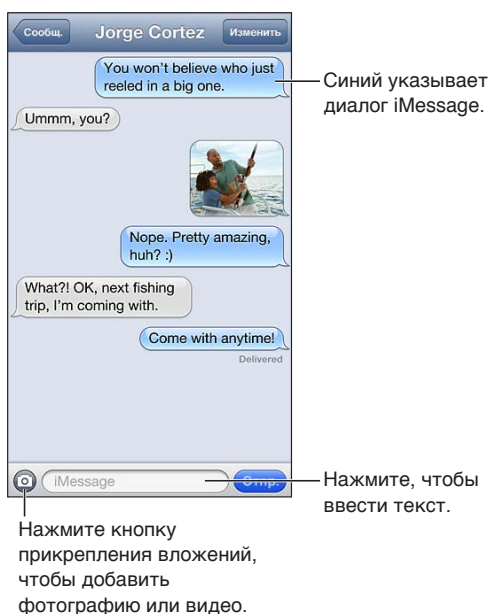 Сообщ. Jorge Cortez Изменить
You won't believe who just
reeled in a big one.
Синий указывает
диалог iMessage.
Ummm, you?
Nope. Pretty amazing,
huh? :)
What?! OK, next fishing
trip, I'm coming with.
Come with anytime!
Delivered
iMessage Отпр.
Нажмите, чтобы
ввести текст.
Нажмите кнопку
прикрепления вложений,
чтобы добавить
фотографию или видео.